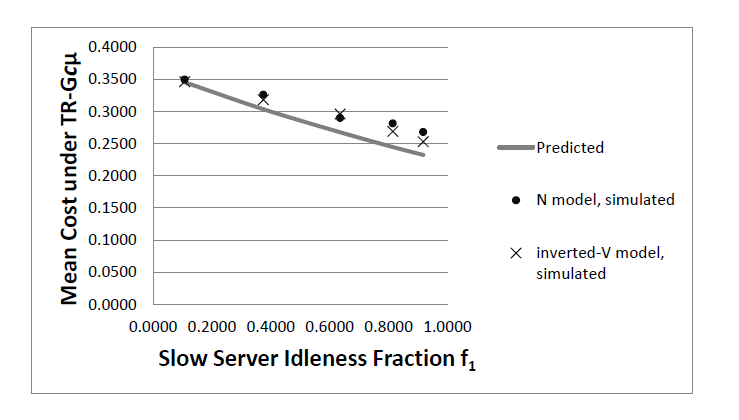 Mean Cost under TR-Gcμ
0.4000
0.3500
0.3000
0.2500
0.2000
0.1500
0.1000
0.0500
0.0000
0.0000 0.2000 0.4000 0.6000 0.8000 1.0000
Slow Server Idleness Fraction f₁
Predicted
N model, simulated
inverted-V model,
simulated